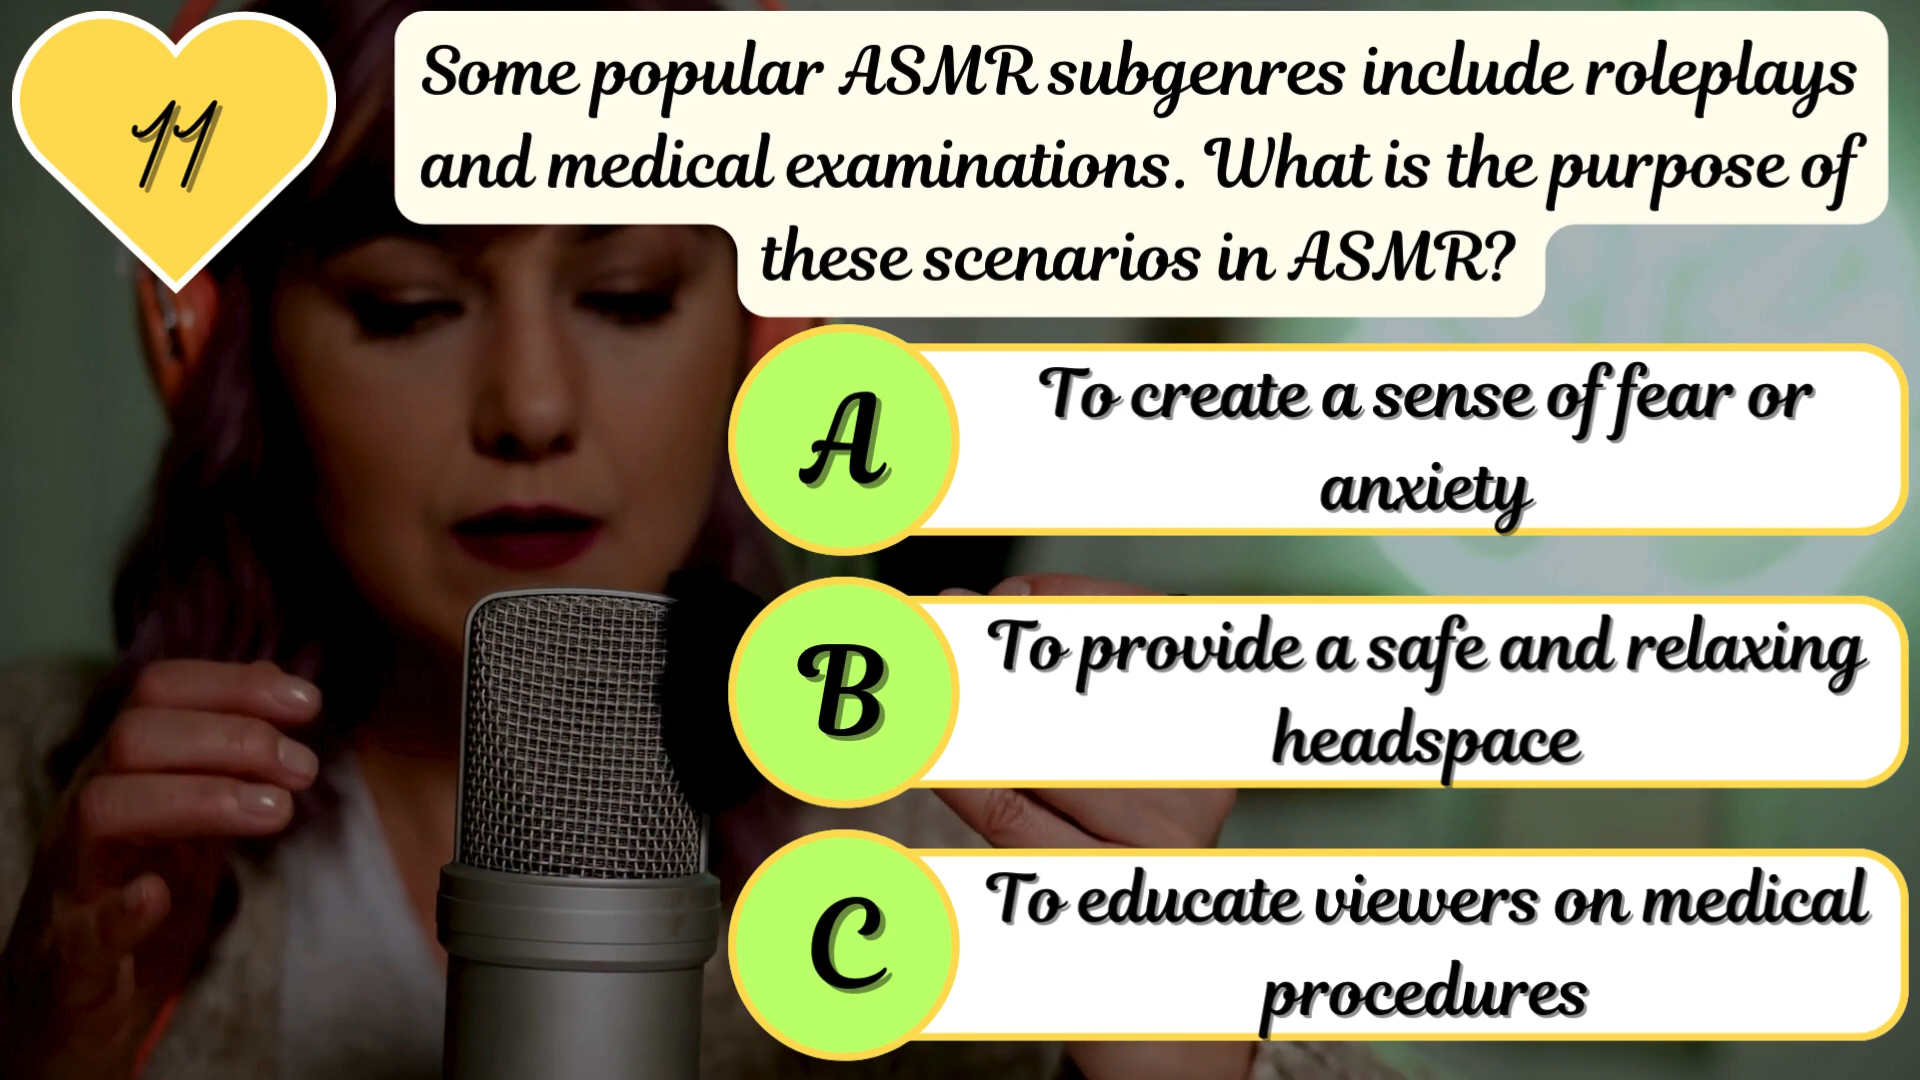 11
Some popular ASMR subgenres include roleplays
and medical examinations. What is the purpose of
these scenarios in ASMR?
A
To create a sense of fear or
anxiety
B
To provide a safe and relaxing
headspace
C
To educate viewers on medical
procedures